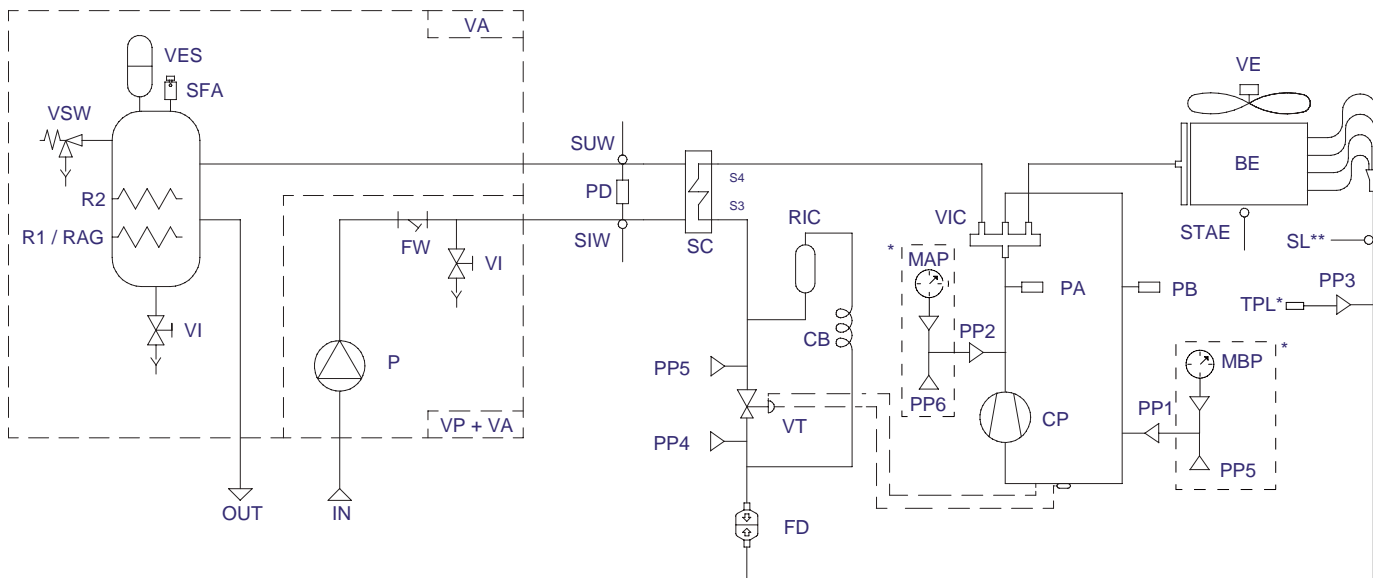 VA
VES
SFA
VSW
R2
R1 / RAG
VI
FW
VI
P
VP + VA
OUT
IN
SUW
PD
SIW
S4
S3
SC
RIC
CB
PP5
VT
PP4
FD
VIC
* MAP
PP2
PP6
PA
PB
CP
VE
BE
STAE
SL**
PP3
TPL*
MBP *
PP1
PP5